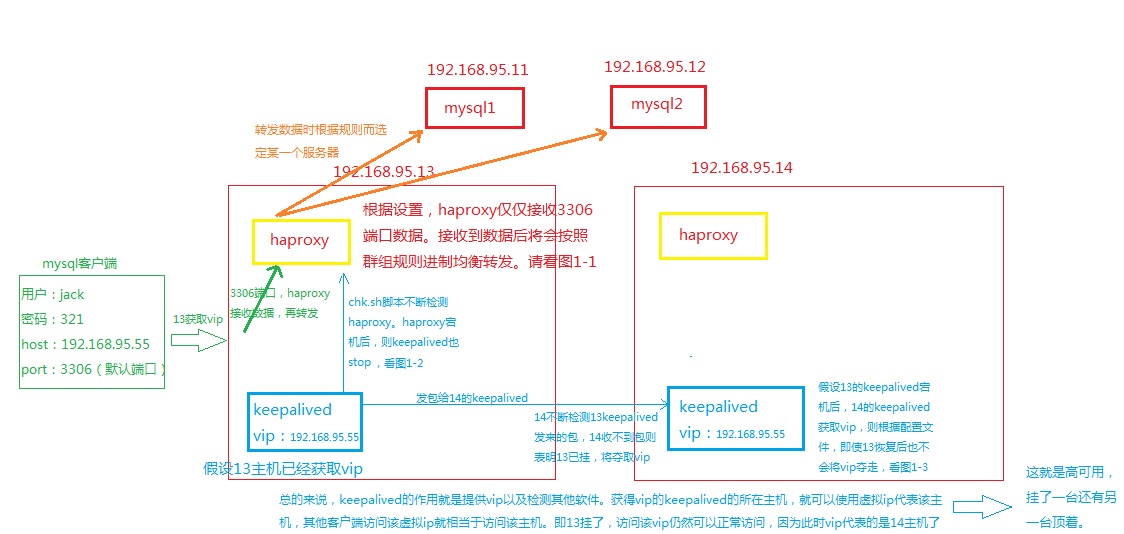 192.168.95.11
192.168.95.12
mysql1
mysql2
转发数据时根据规则而选
定某一个服务器
192.168.95.13
192.168.95.14
haproxy
根据设置，haproxy仅仅接收3306
端口数据。接收到数据后将会按照
群组规则进制均衡转发。请看图1-1
haproxy
mysql客户端
用户：jack
密码：321
host：192.168.95.55
port：3306（默认端口）
13获取vip
3306端口，haproxy
接收数据，再转发
chk.sh脚本不断检测
haproxy。haproxy宕
机后，则keepalived也
stop，看图1-2
keepalived
vip：192.168.95.55
假设13主机已经获取vip
发包给14的keepalived
14不断检测13keepalived
发来的包，14收不到包则
表明13已挂，将夺取vip
keepalived
vip：192.168.95.55
假设13的keepalived宕
机后，14的keepalived
获取vip，则根据配置文
件，即使13恢复后也不
会将vip夺走，看图1-3
总的来说，keepalived的作用就是提供vip以及检测其他软件。获得vip的keepalived的所在主机，就可以使用虚拟ip代表该主
机，其他客户端访问该虚拟ip就相当于访问该主机。即13挂了，访问该vip仍然可以正常访问，因为此时vip代表的是14主机了
这就是高可用，
挂了一台还有另
一台顶着。